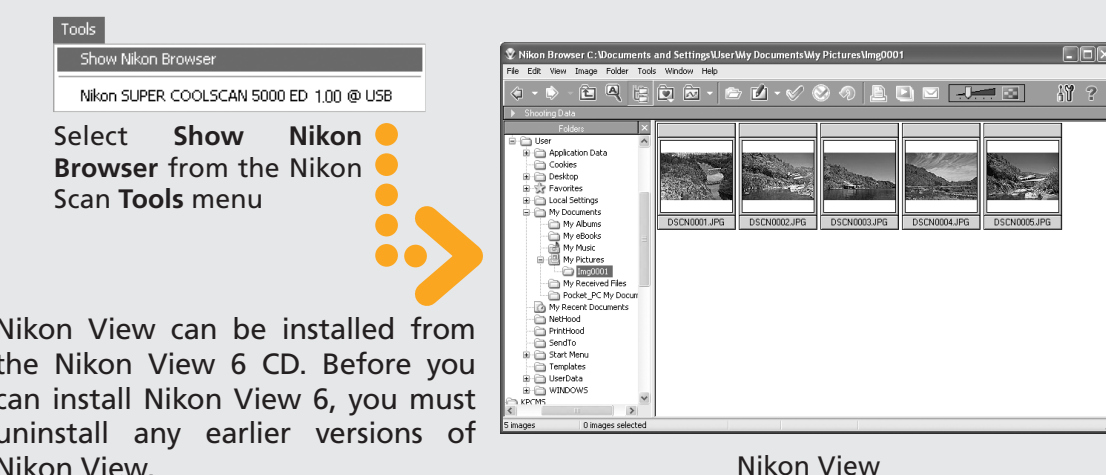 Tools
Show Nikon Browser
Nikon SUPER COOLSCAN 5000 ED 1.00 @ USB
Select Show Nikon
Browser from the Nikon
Scan Tools menu
Nikon View can be installed from
the Nikon View 6 CD. Before you
can install Nikon View 6, you must
uninstall any earlier versions of
Nikon View.
Nikon Browser C:\Documents and Settings\User\My Documents\My Pictures\Img0001
File Edit View Image Folder Tools Window Help
Shooting Data
Folders
User
Application Data
Cookies
Desktop
Favorites
Local Settings
My Documents
My Albums
My eBooks
My Music
My Pictures
Img0001
My Received Files
Pocket_PC My Docum
My Recent Documents
NetHood
PrintHood
SendTo
Start Menu
Templates
UserData
WINDOWS
KPCMS
DSCN0001.JPG DSCN0002.JPG DSCN0003.JPG DSCN0004.JPG DSCN0005.JPG
5 images 0 images selected
Nikon View